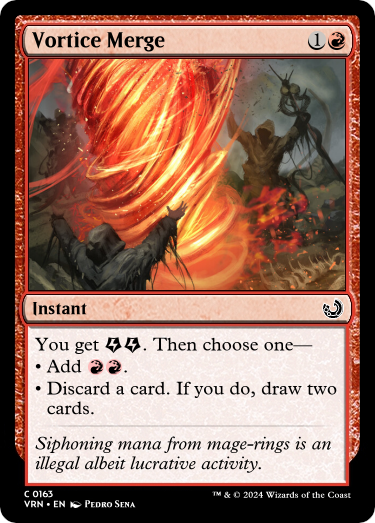 Vortice Merge 1
Instant
You get. Then choose one—
• Add.
• Discard a card. If you do, draw two
cards.
Siphoning mana from mage-rings is an
illegal albeit lucrative activity.
C 0163
VRN • EN Pedro Sena
™ & © 2024 Wizards of the Coast